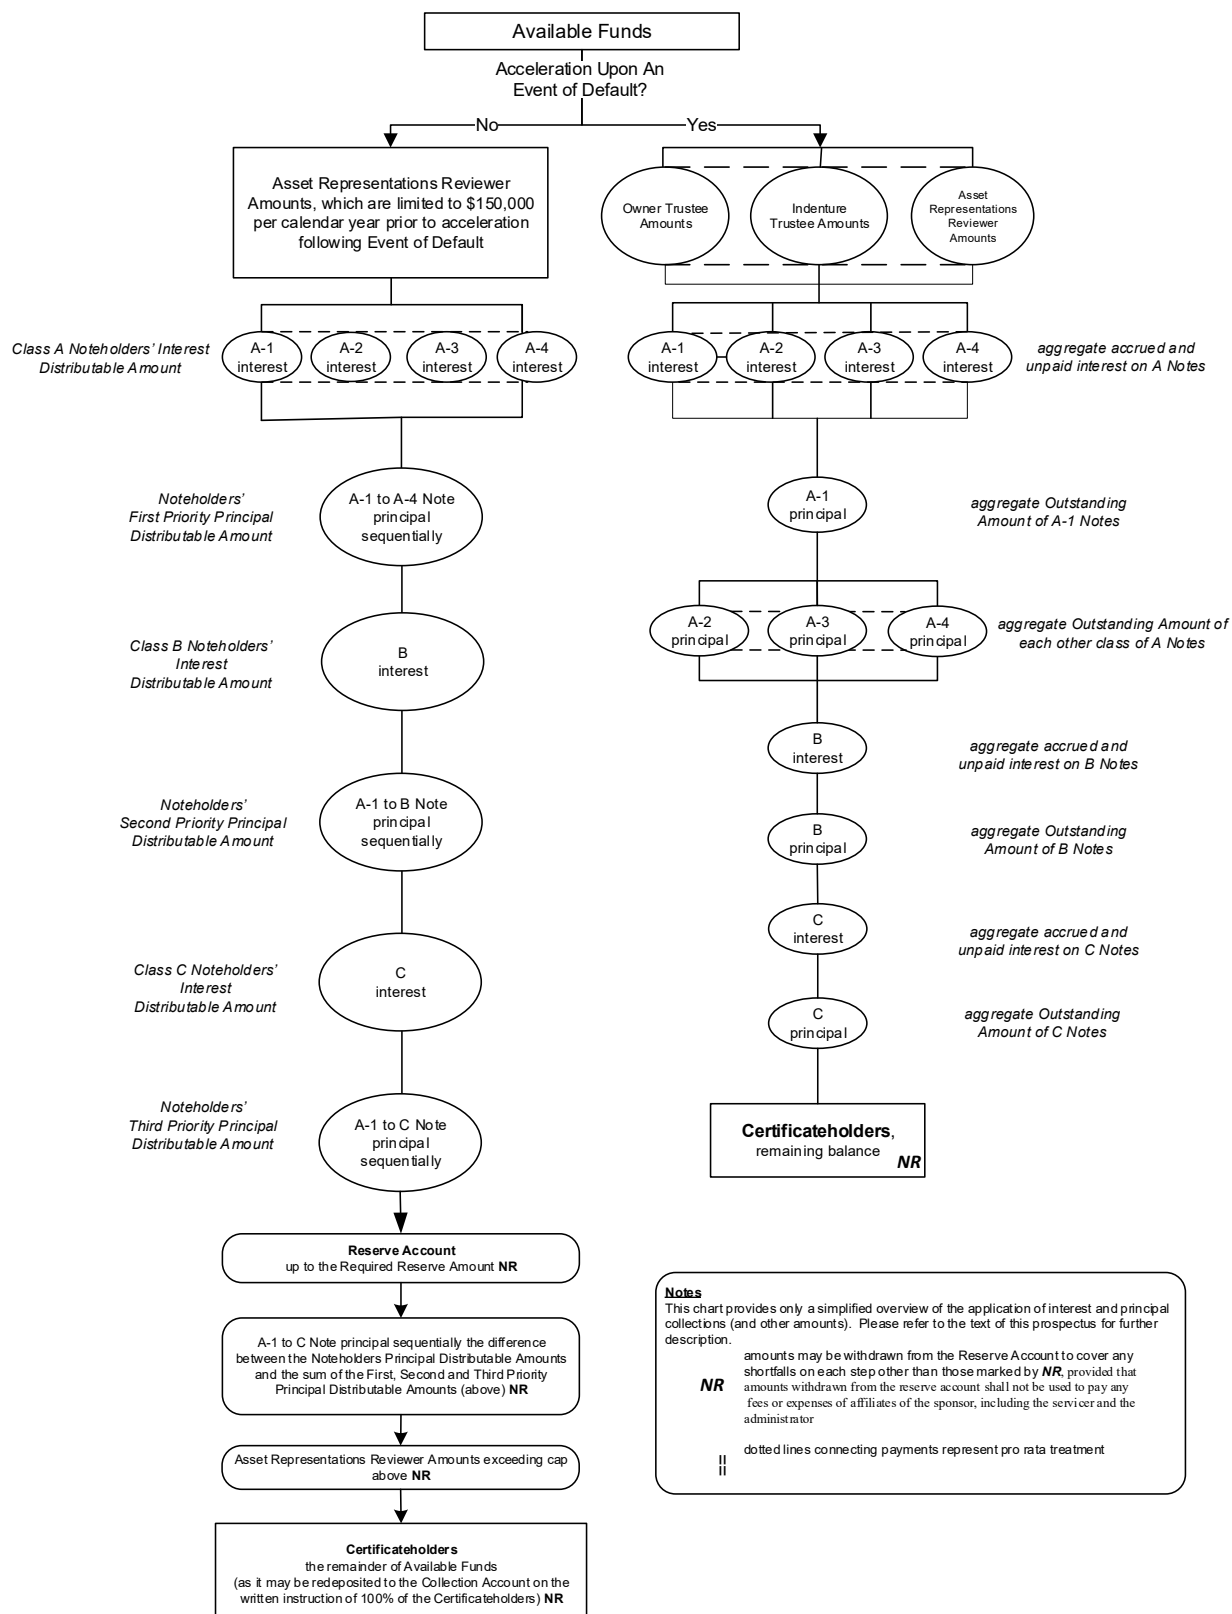 Available Funds
Acceleration Upon An
Event of Default?
No
Yes
Asset Representations Reviewer
Amounts, which are limited to $150,000
per calendar year prior to acceleration
following Event of Default
Class A Noteholders' Interest
Distributable Amount
A-1
interest
A-2
interest
A-3
interest
A-4
interest
Noteholders'
First Priority Principal
Distributable Amount
A-1 to A-4 Note
principal
sequentially
Class B Noteholders'
Interest
Distributable Amount
B
interest
Noteholders'
Second Priority Principal
Distributable Amount
A-1 to B Note
principal
sequentially
Class C Noteholders'
Interest
Distributable Amount
C
interest
Noteholders'
Third Priority Principal
Distributable Amount
A-1 to C Note
principal
sequentially
Reserve Account
up to the Required Reserve Amount NR
A-1 to C Note principal sequentially the difference
between the Noteholders Principal Distributable Amounts
and the sum of the First, Second and Third Priority
Principal Distributable Amounts (above) NR
Asset Representations Reviewer Amounts exceeding cap
above NR
Certificateholders
the remainder of Available Funds
(as it may be redeposited to the Collection Account on the
written instruction of 100% of the Certificateholders) NR
Owner Trustee
Amounts
Indenture
Trustee Amounts
Asset
Representations
Reviewer
Amounts
A-1
interest
A-2
interest
A-3
interest
A-4
interest
aggregate accrued and
unpaid interest on A Notes
A-1
principal
aggregate Outstanding
Amount of A-1 Notes
A-2
principal
A-3
principal
A-4
principal
aggregate Outstanding Amount of
each other class of A Notes
B
interest
aggregate accrued and
unpaid interest on B Notes
B
principal
aggregate Outstanding
Amount of B Notes
C
interest
aggregate accrued and
unpaid interest on C Notes
C
principal
aggregate Outstanding
Amount of C Notes
Certificateholders,
remaining balance
NR
Notes
This chart provides only a simplified overview of the application of interest and principal
collections (and other amounts). Please refer to the text of this prospectus for further
description.
amounts may be withdrawn from the Reserve Account to cover any
shortfalls on each step other than those marked by NR, provided that
NR amounts withdrawn from the reserve account shall not be used to pay any
fees or expenses of affiliates of the sponsor, including the servicer and the
administrator
dotted lines connecting payments represent pro rata treatment